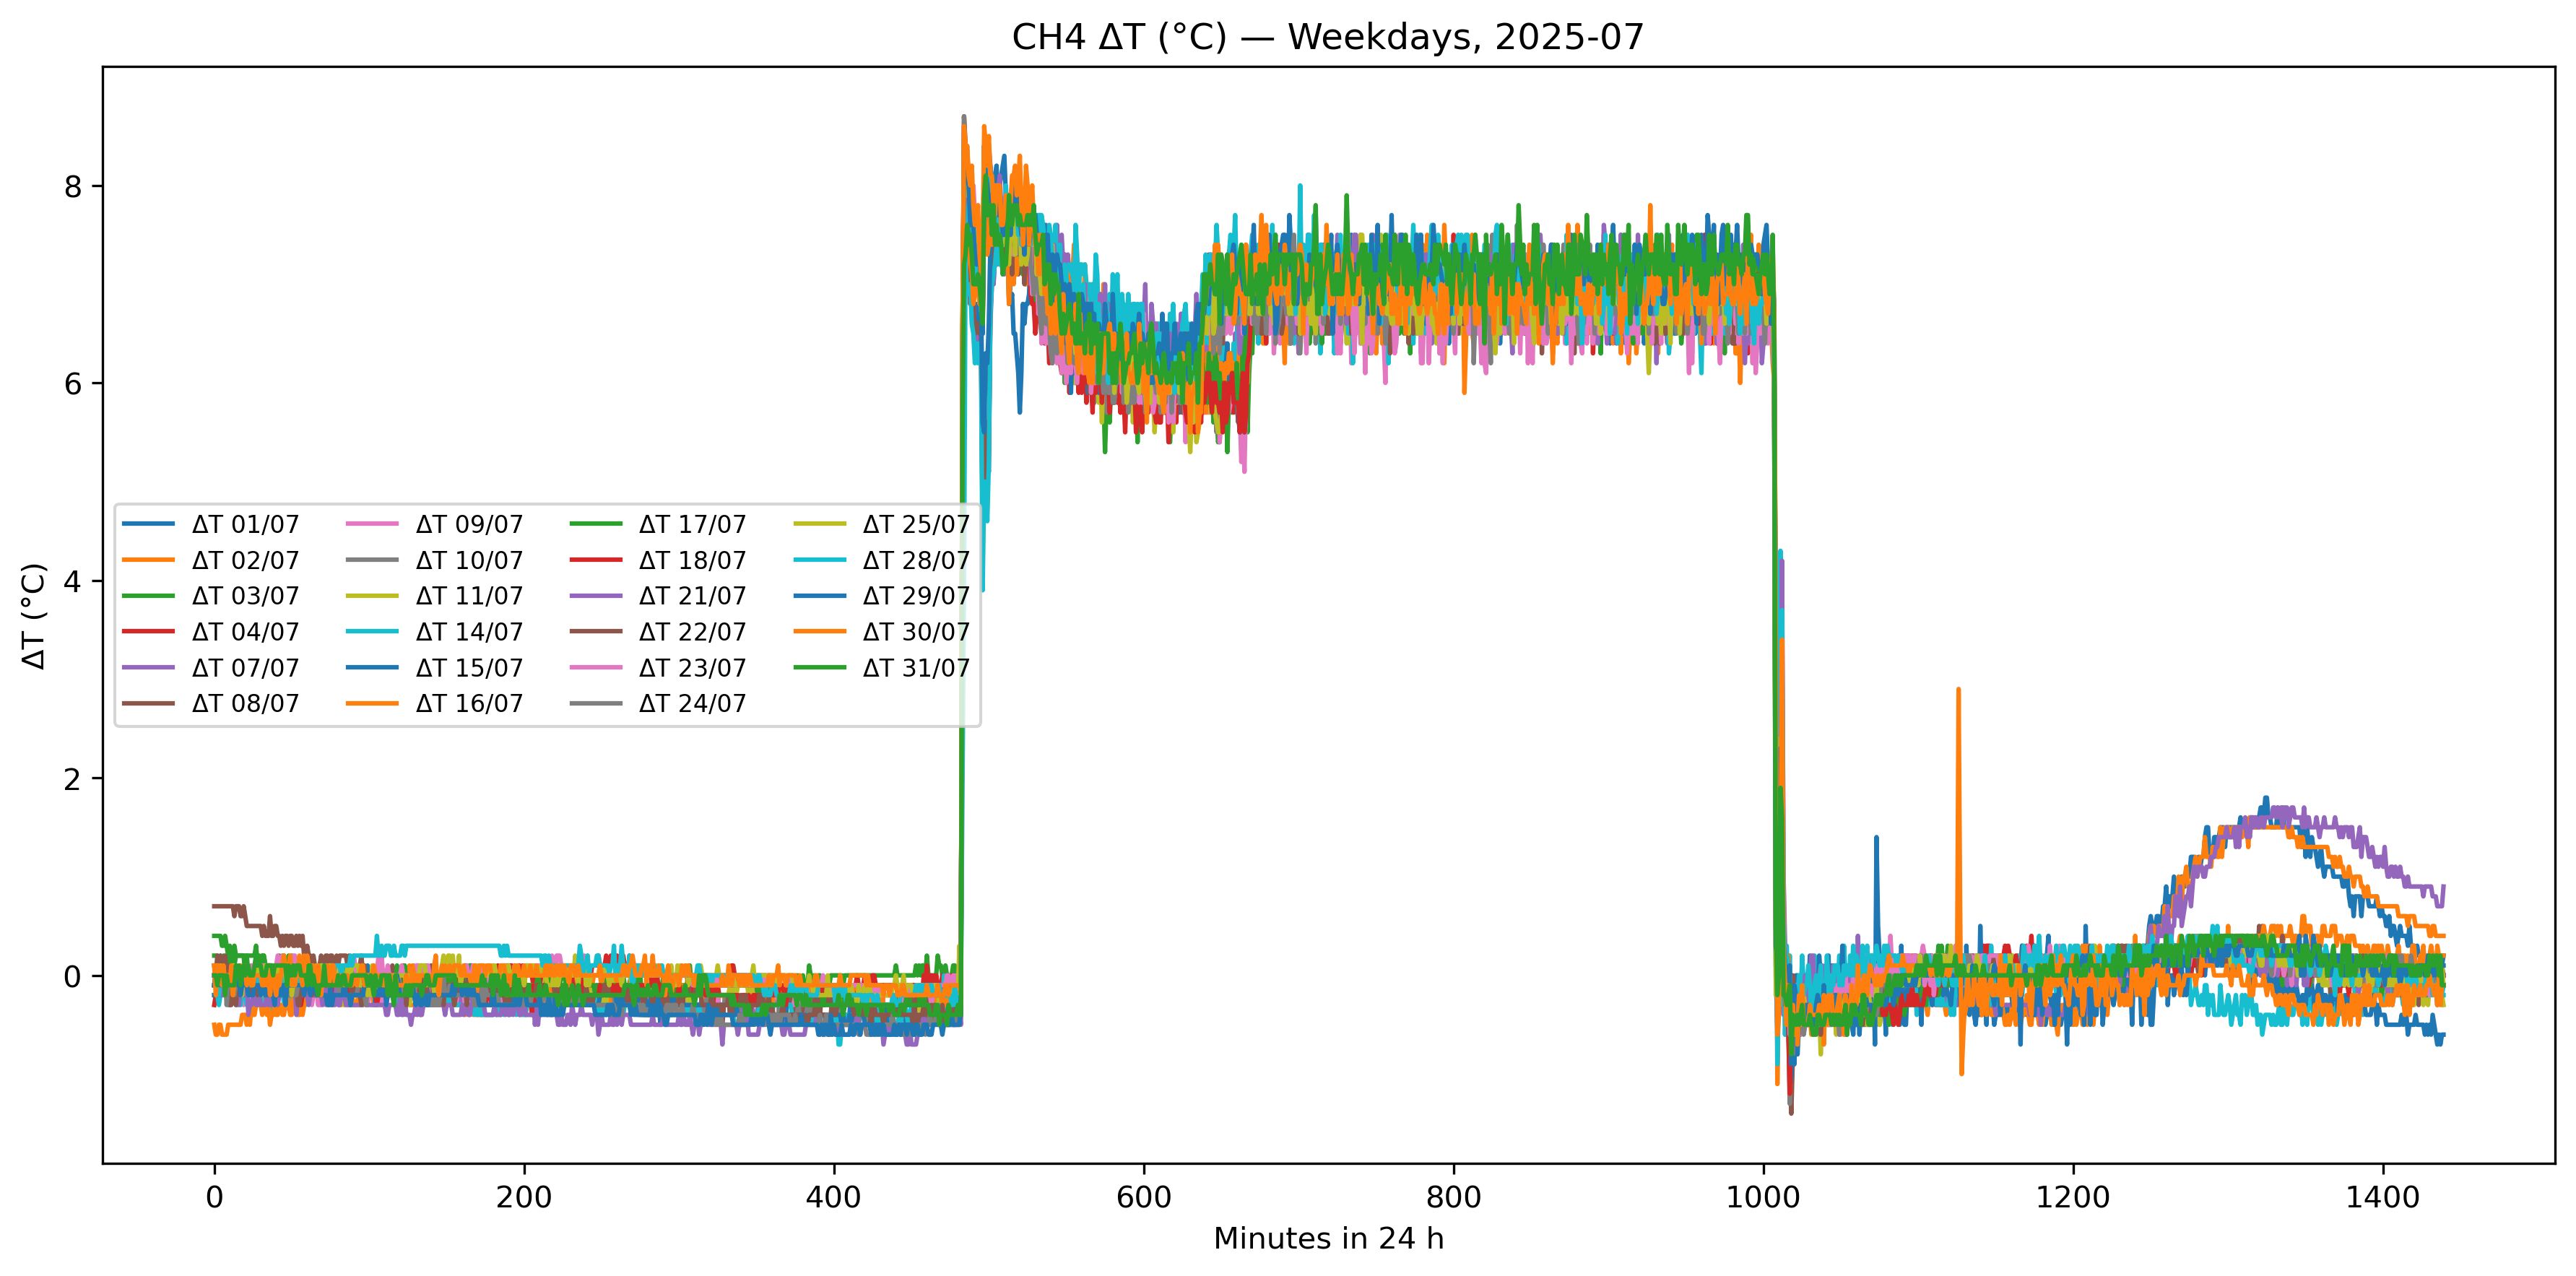 CH4 ΔT (°C) — Weekdays, 2025-07
ΔT (°C)
8
6
4
2
0
ΔT 01/07
ΔT 02/07
ΔT 03/07
ΔT 04/07
ΔT 07/07
ΔT 08/07
ΔT 09/07
ΔT 10/07
ΔT 11/07
ΔT 14/07
ΔT 15/07
ΔT 16/07
ΔT 17/07
ΔT 18/07
ΔT 21/07
ΔT 22/07
ΔT 23/07
ΔT 24/07
ΔT 25/07
ΔT 28/07
ΔT 29/07
ΔT 30/07
ΔT 31/07
0 200 400 600 800 1000 1200 1400
Minutes in 24 h